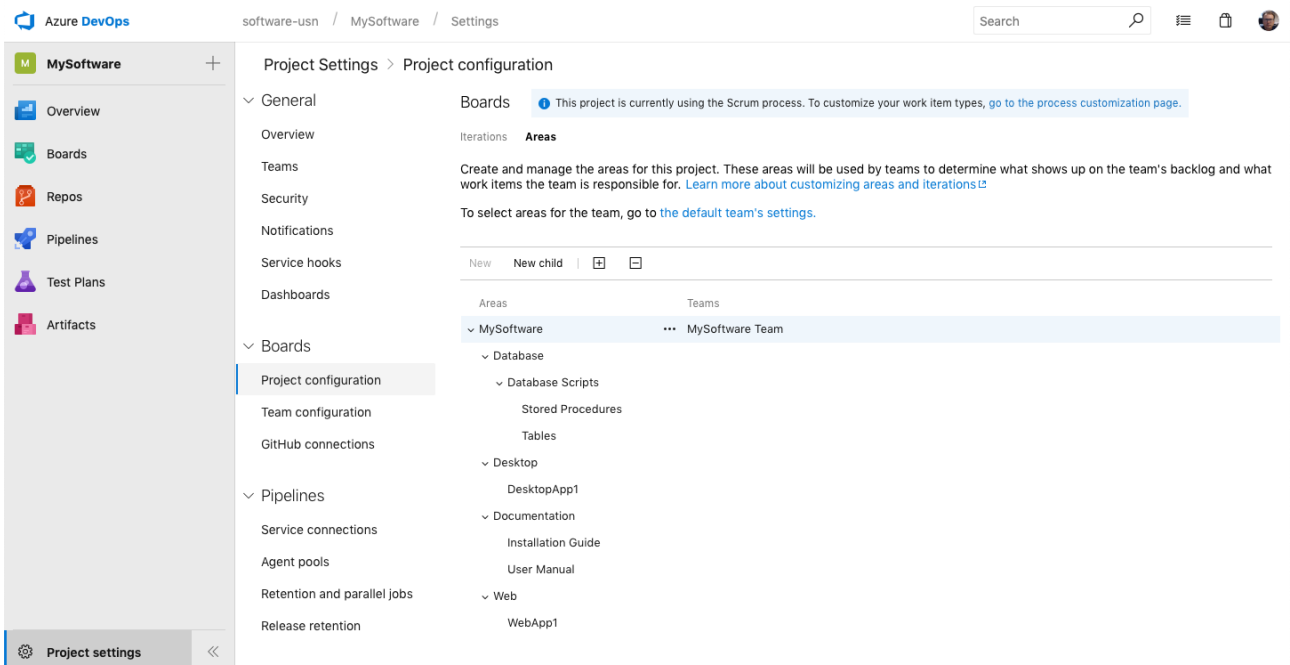 Azure DevOps
software-usn / MySoftware / Settings
Search
M MySoftware
Overview
Boards
Repos
Pipelines
Test Plans
Artifacts
Project settings
Project Settings > Project configuration
General
Overview
Teams
Security
Notifications
Service hooks
Dashboards
Boards
Project configuration
Team configuration
GitHub connections
Pipelines
Service connections
Agent pools
Retention and parallel jobs
Release retention
Boards
This project is currently using the Scrum process. To customize your work item types, go to the process customization page.
Iterations Areas
Create and manage the areas for this project. These areas will be used by teams to determine what shows up on the team's backlog and what
work items the team is responsible for. Learn more about customizing areas and iterations
To select areas for the team, go to the default team's settings.
New New child
Areas Teams
MySoftware ••• MySoftware Team
Database
Database Scripts
Stored Procedures
Tables
Desktop
DesktopApp1
Documentation
Installation Guide
User Manual
Web
WebApp1